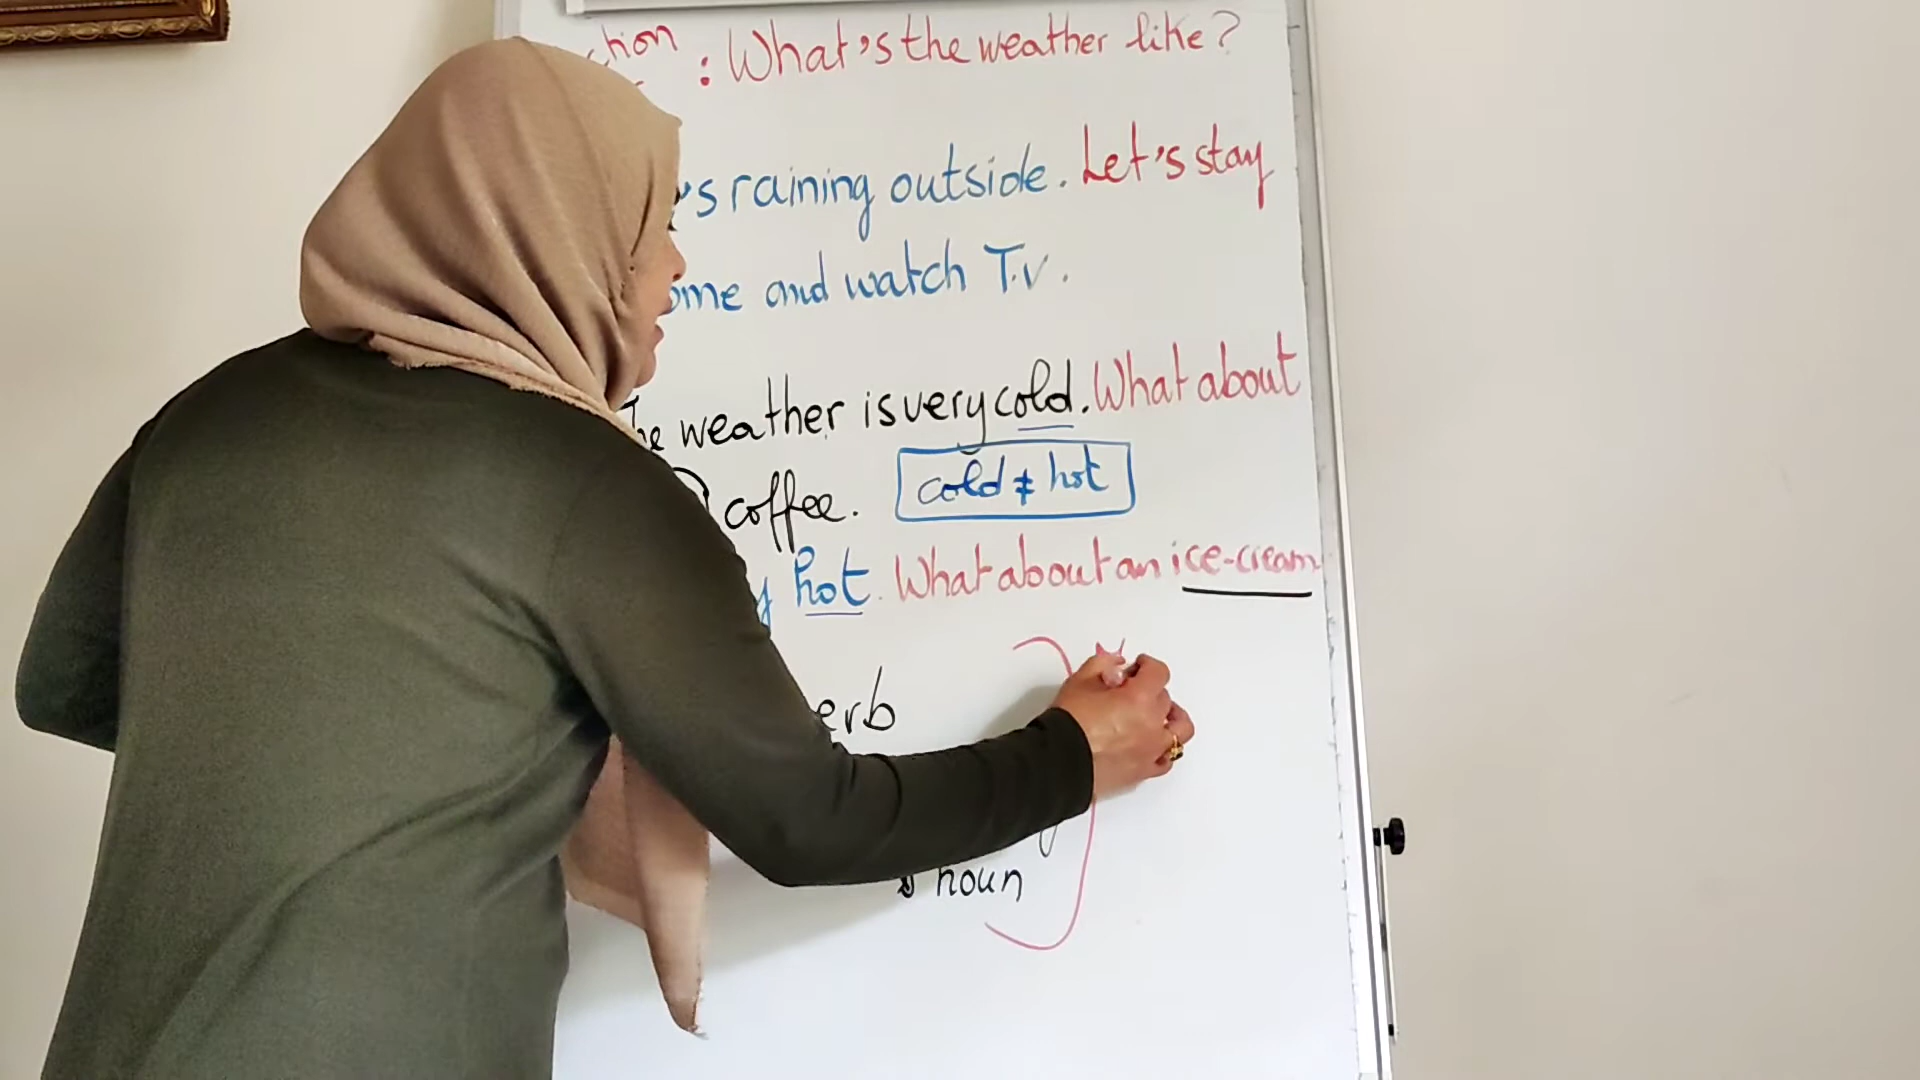 ction : What's the weather like?
's raining outside. Let's stay
ome and watch T.V.
he weather is very cold. What about
coffee. cold ≠ hot
y hot. What about an ice-cream
erb
noun